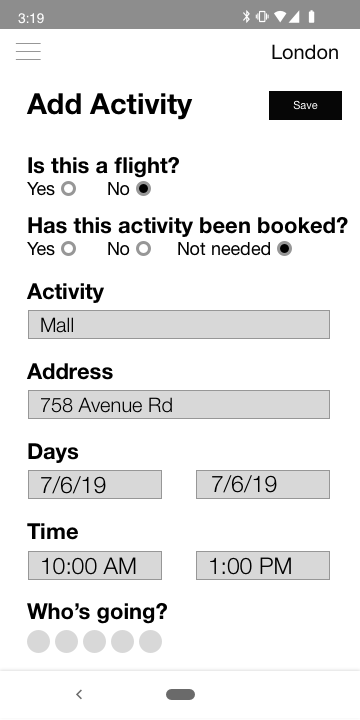 3:19
London
Add Activity
Save
Is this a flight?
Yes No
Has this activity been booked?
Yes No Not needed
Activity
Mall
Address
758 Avenue Rd
Days
7/6/19 7/6/19
Time
10:00 AM 1:00 PM
Who's going?